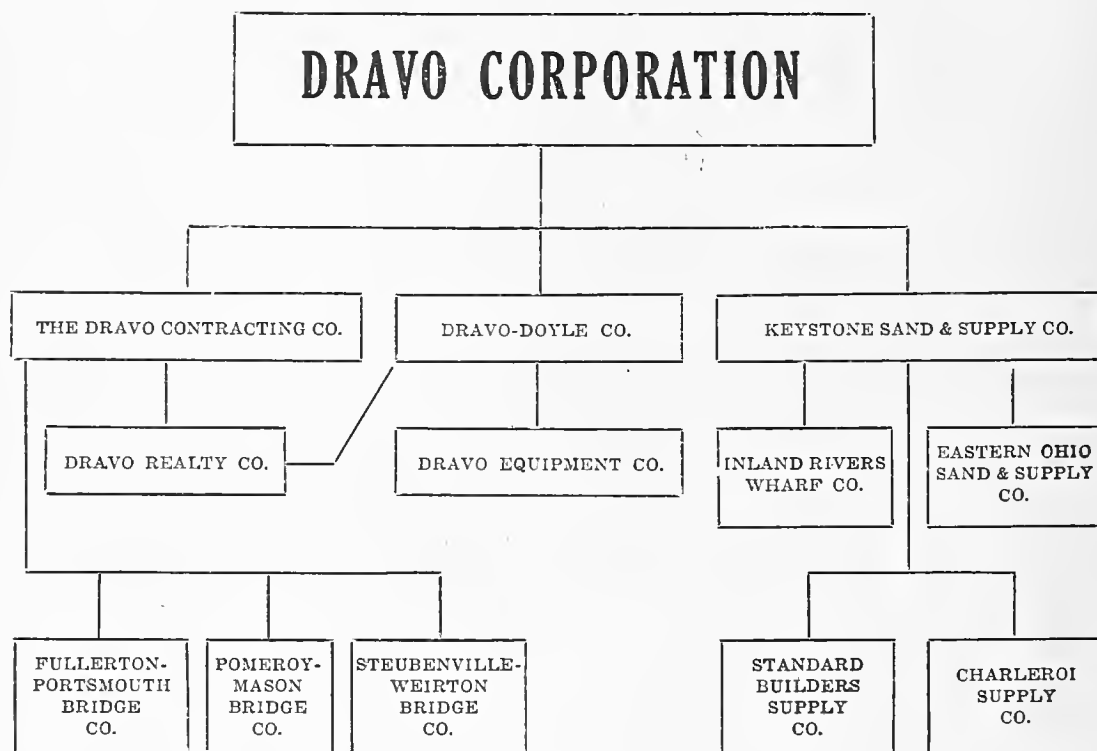 DRAVO CORPORATION
THE DRAVO CONTRACTING CO.
DRAVO-DOYLE CO.
KEYSTONE SAND & SUPPLY CO.
DRAVO REALTY CO.
DRAVO EQUIPMENT CO.
INLAND RIVERS
WHARF CO.
EASTERN OHIO
SAND & SUPPLY
CO.
FULLERTON-
PORTSMOUTH
BRIDGE
CO.
POMEROY-
MASON
BRIDGE
CO.
STEUBENVILLE-
WEIRTON
BRIDGE
CO.
STANDARD
BUILDERS
SUPPLY
CO.
CHARLEROI
SUPPLY
CO.